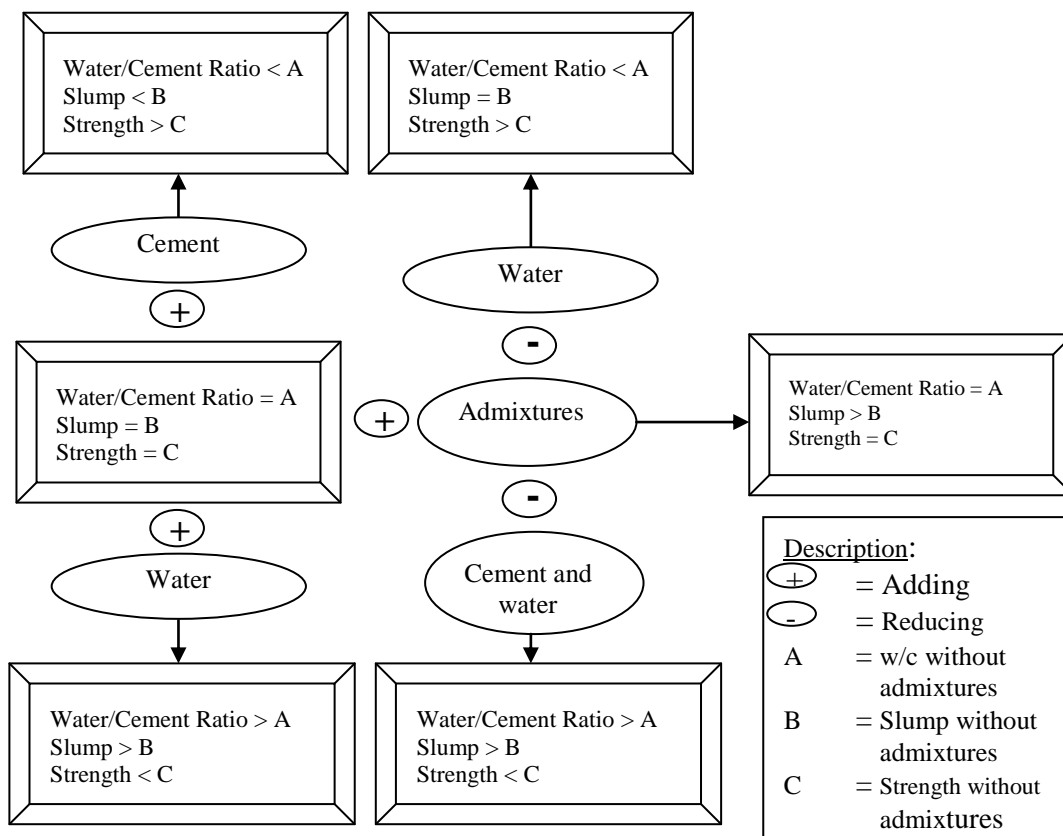 Water/Cement Ratio < A
Slump < B
Strength > C
Water/Cement Ratio < A
Slump = B
Strength > C
Cement
Water
+
-
Water/Cement Ratio = A
Slump = B
Strength = C
+
Admixtures
Water/Cement Ratio = A
Slump > B
Strength = C
+
-
Water
Cement and
water
Water/Cement Ratio > A
Slump > B
Strength < C
Water/Cement Ratio > A
Slump > B
Strength < C
Description:
+ = Adding
- = Reducing
A = w/c without
admixtures
B = Slump without
admixtures
C = Strength without
admixtures